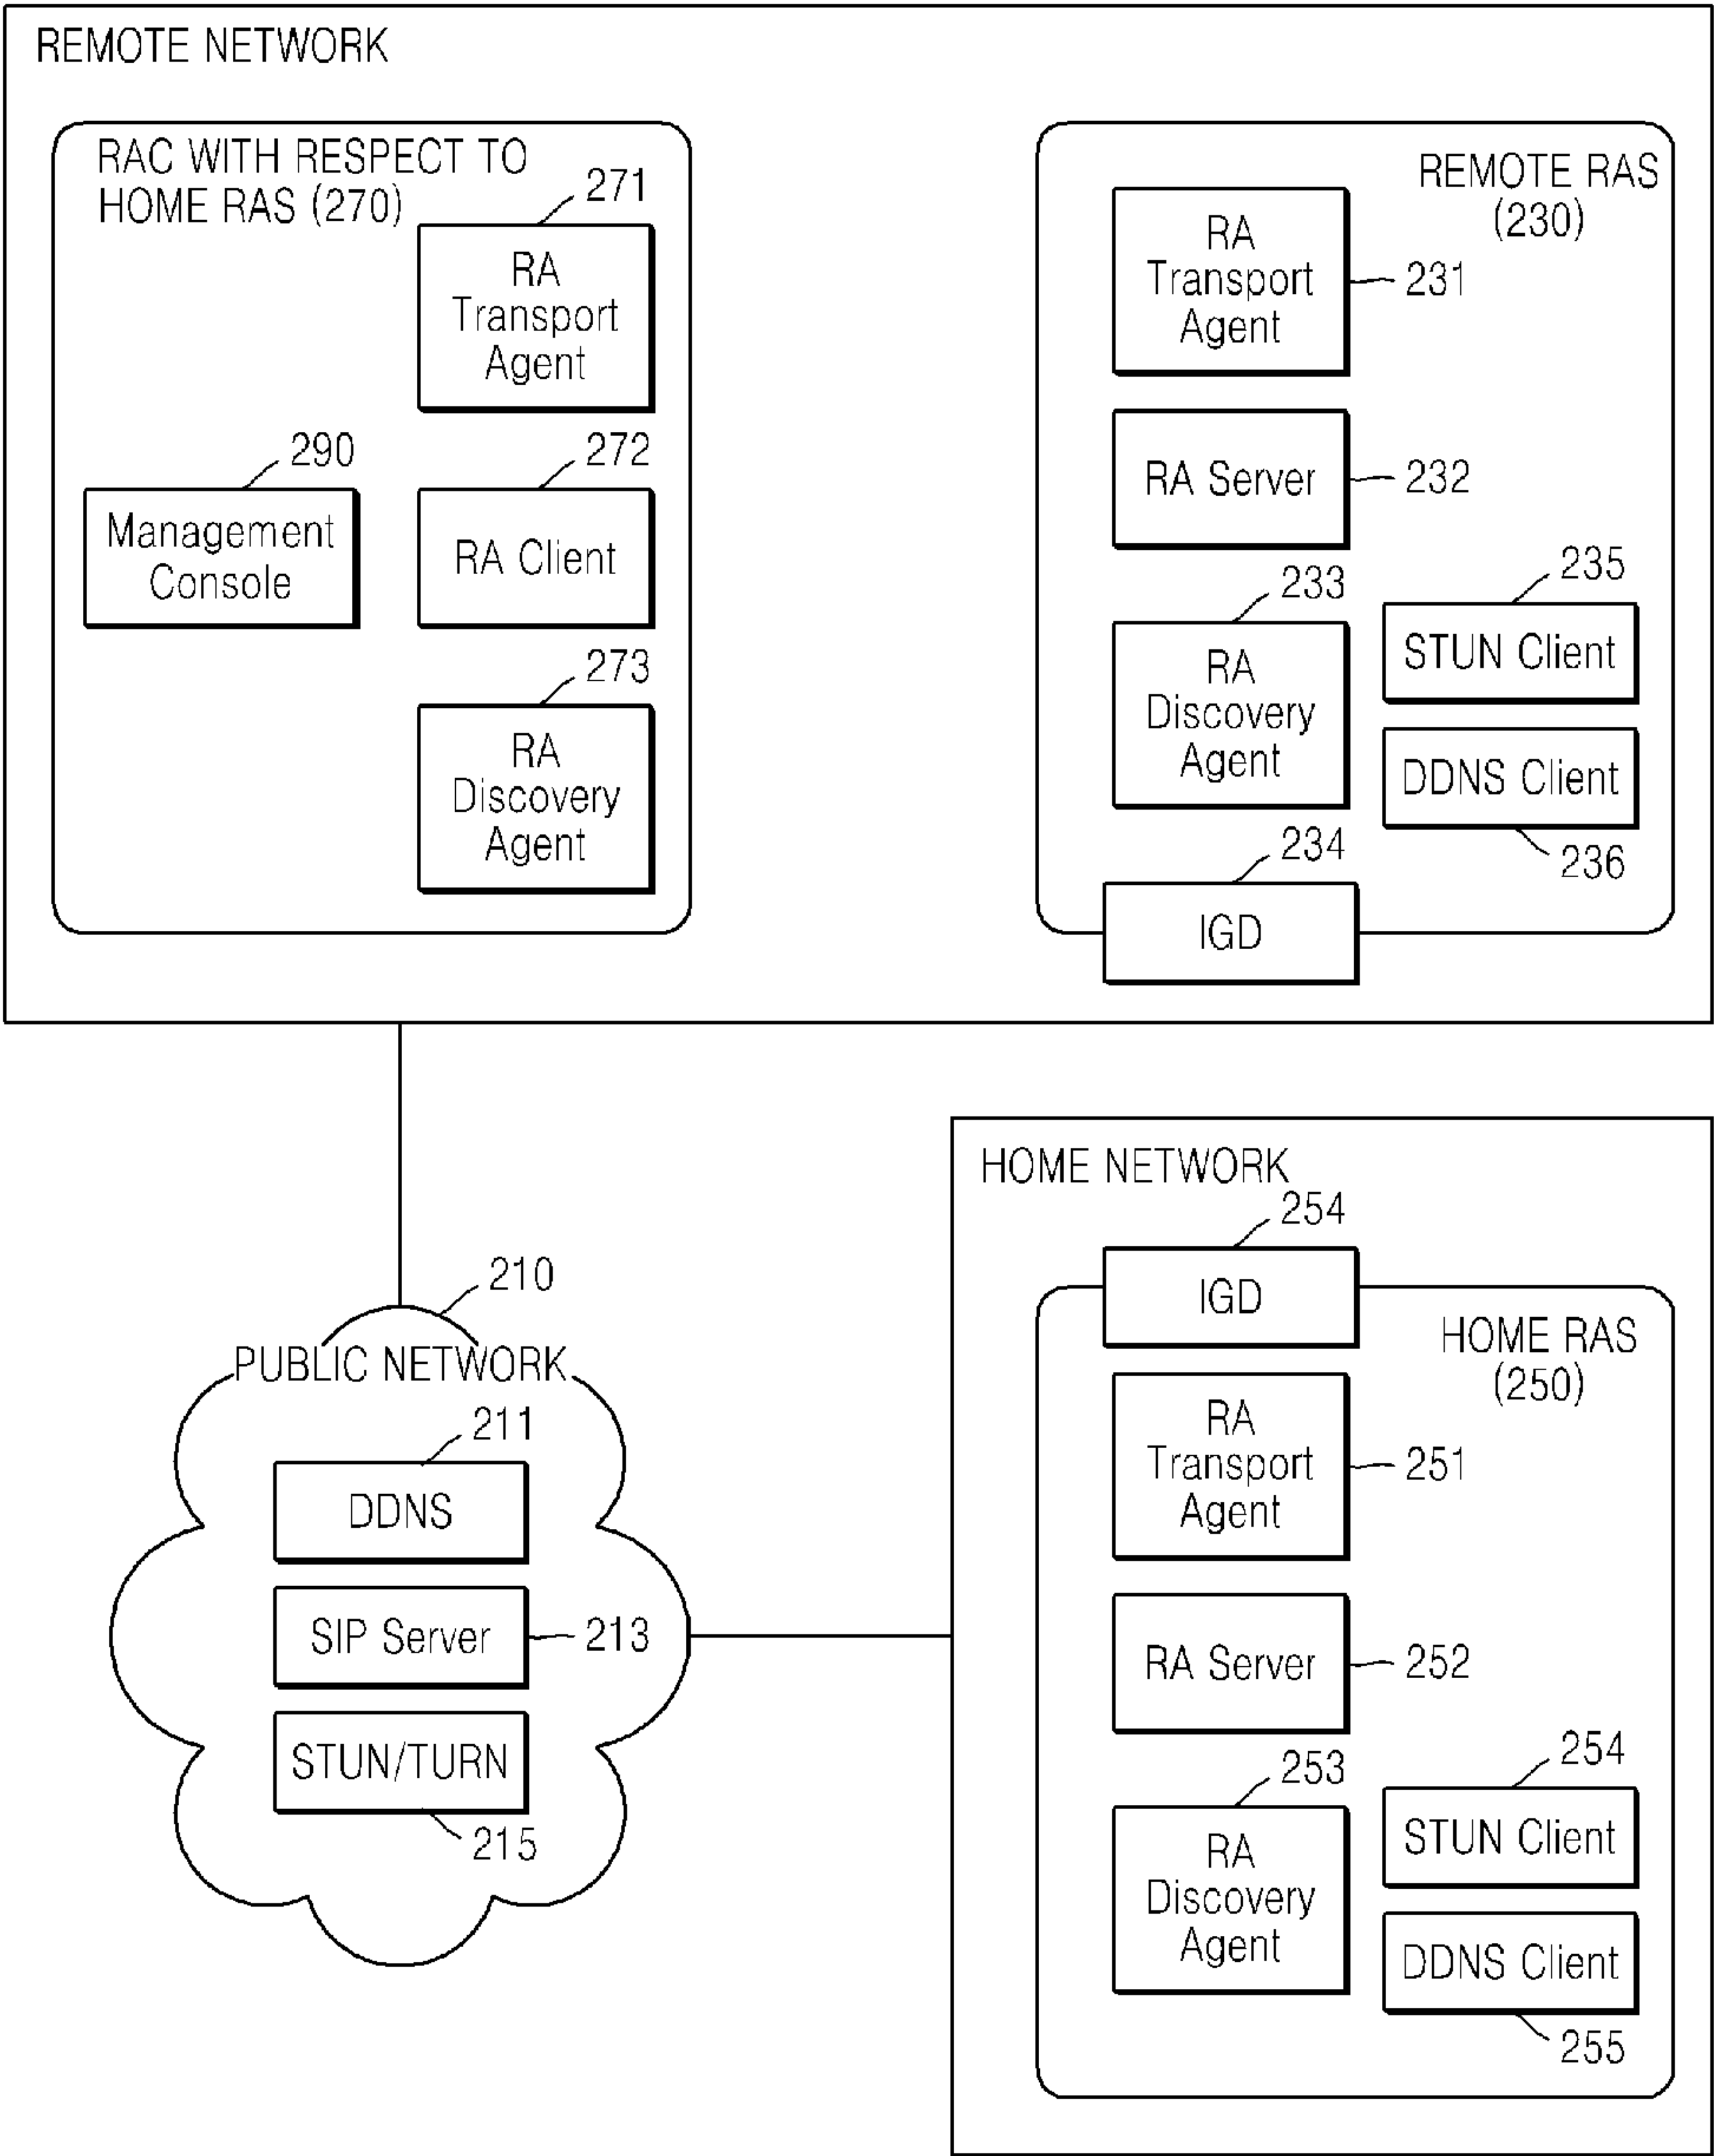 REMOTE NETWORK
RAC WITH RESPECT TO
HOME RAS (270)
271
RA
Transport
Agent
290
Management
Console
272
RA Client
273
RA
Discovery
Agent
REMOTE RAS
(230)
RA
Transport
Agent
231
RA Server
232
233
RA
Discovery
Agent
235
STUN Client
DDNS Client
236
234
IGD
210
PUBLIC NETWORK
211
DDNS
SIP Server
213
STUN/TURN
215
HOME NETWORK
254
IGD
HOME RAS
(250)
RA
Transport
Agent
251
RA Server
252
253
RA
Discovery
Agent
254
STUN Client
DDNS Client
255